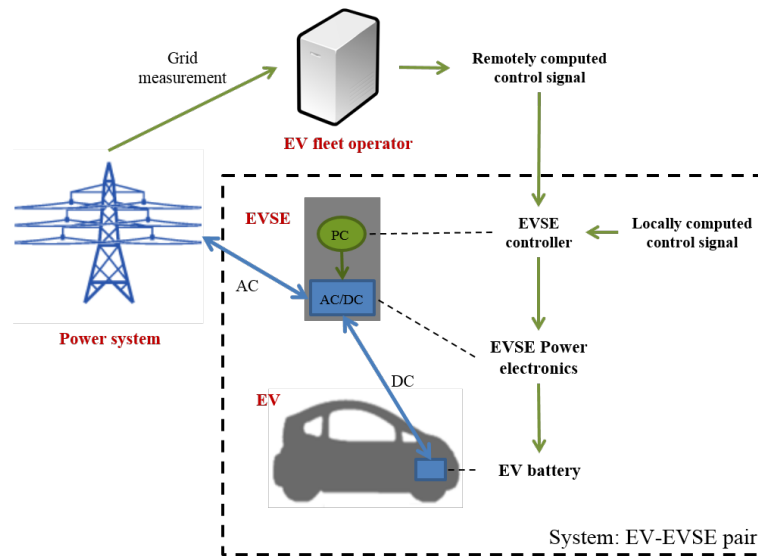 Grid
measurement
Remotely computed
control signal
EV fleet operator
EVSE
PC
EVSE
controller
Locally computed
control signal
AC
AC/DC
Power system
EVSE Power
electronics
DC
EV
EV battery
System: EV-EVSE pair